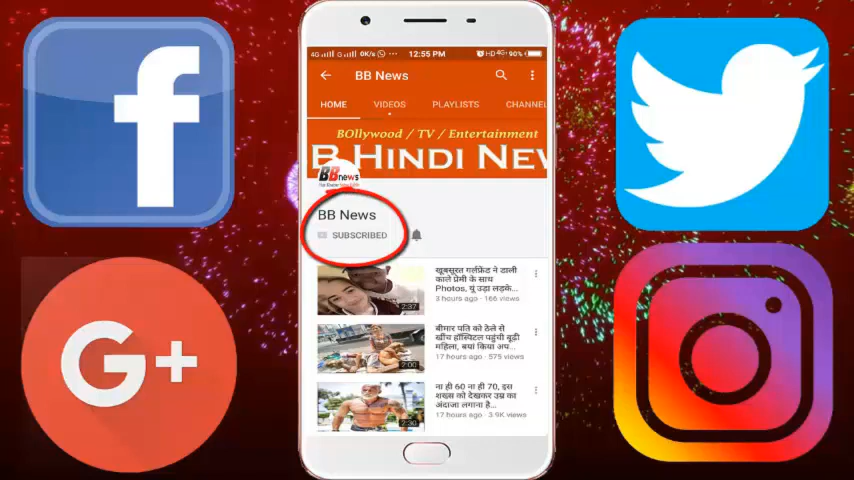 4G G 0K/s ··· 12:55 PM HD 4G 90%
BB News
HOME VIDEOS PLAYLISTS CHANNEL
BOllywood / TV / Entertainment
B HINDI NEW
BB news
BB News
SUBSCRIBED
खूबसूरत गर्लफ्रेंड ने डाली
काले प्रेमी के साथ
Photos, यूं उड़ा लड़के...
3 hours ago · 166 views
2:37
बीमार पति को ठेले से
खींच हॉस्पिटल पहुंची बूढ़ी
महिला, बयां किया अप...
17 hours ago · 575 views
2:00
ना ही 60 ना ही 70, इस
शख्स को देखकर उम्र का
अंदाजा लगाना है...
17 hours ago · 3.9K views
2:30
f
G+